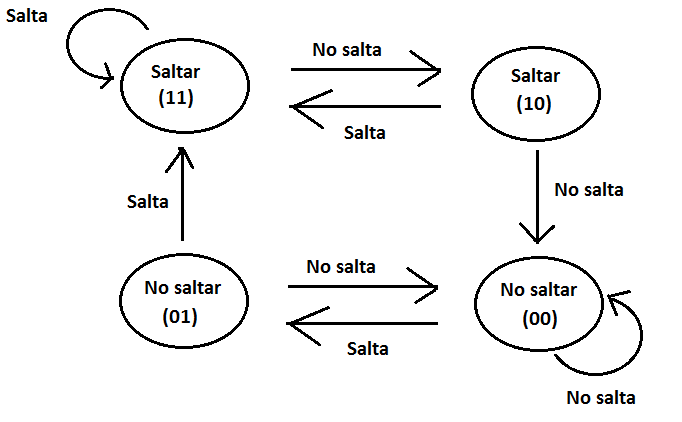 Salta
Saltar
(11)
No salta
Salta
Saltar
(10)
Salta
No salta
No saltar
(01)
No salta
Salta
No saltar
(00)
No salta